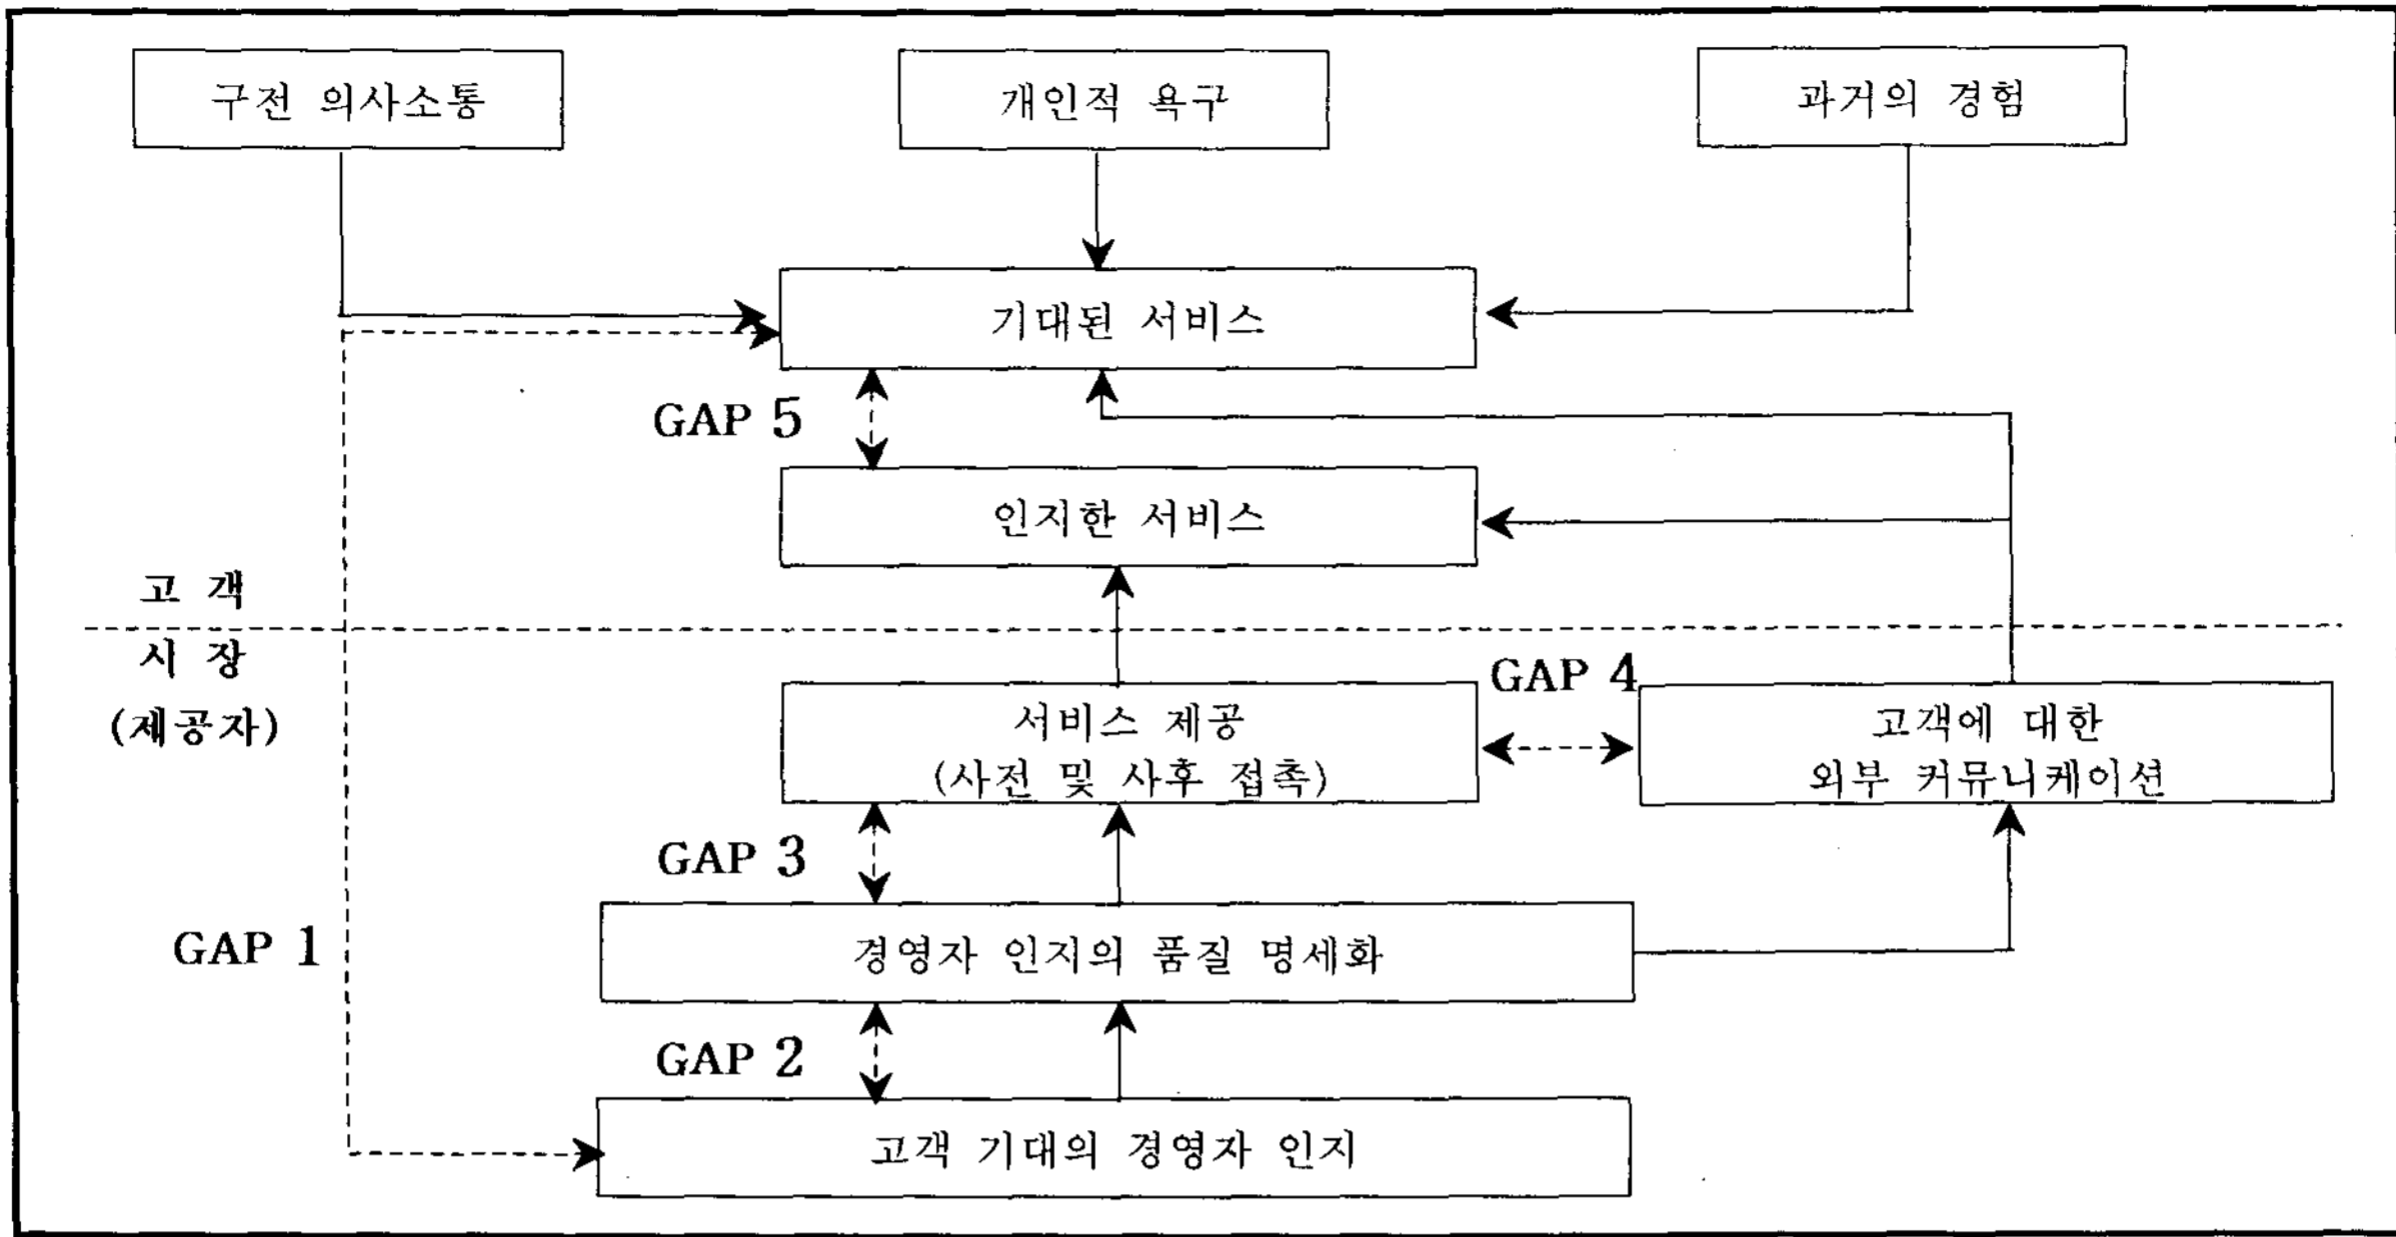 구전 의사소통
개인적 욕구
과거의 경험
기대된 서비스
GAP 5
인지한 서비스
고 객
시 장
(제공자)
GAP 4
서비스 제공
(사전 및 사후 접촉)
고객에 대한
외부 커뮤니케이션
GAP 3
GAP 1
경영자 인지의 품질 명세화
GAP 2
고객 기대의 경영자 인지